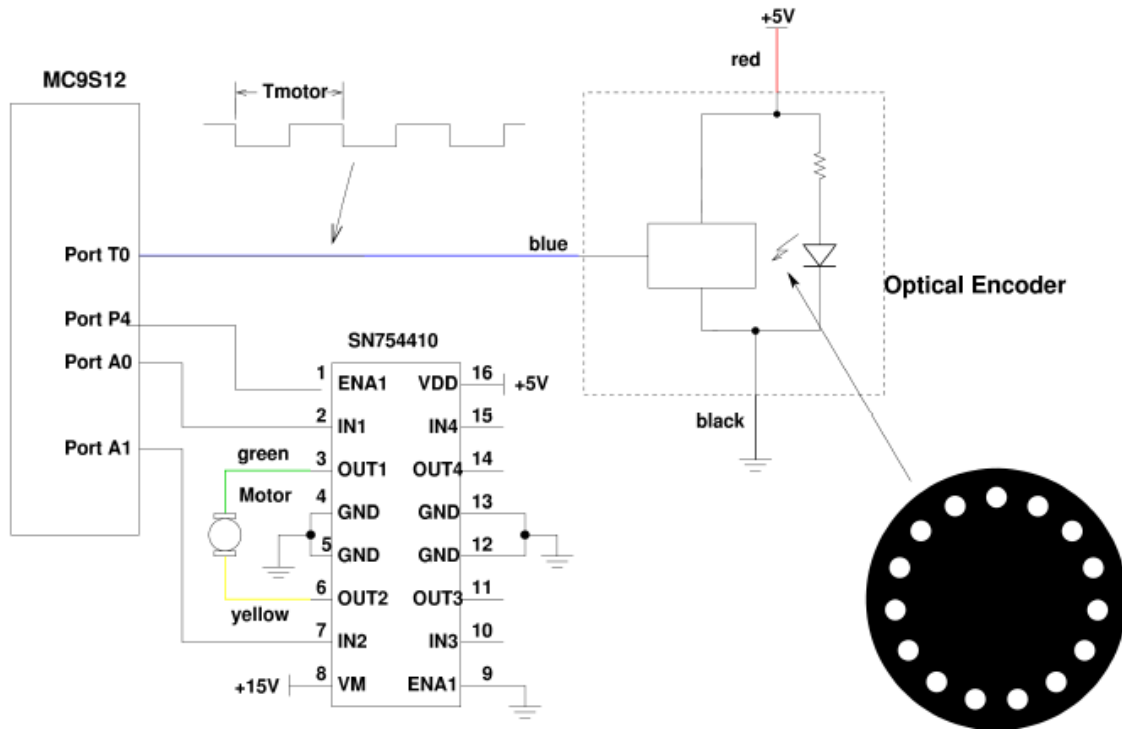 +5V
red
MC9S12
Tmotor
Port T0
blue
Optical Encoder
Port P4
SN754410
Port A0
1 ENA1 VDD 16 +5V
black
2 IN1 IN4 15
Port A1
green
3 OUT1 OUT4 14
Motor
4 GND GND 13
5 GND GND 12
6 OUT2 OUT3 11
yellow
7 IN2 IN3 10
+15V 8 VM ENA1 9